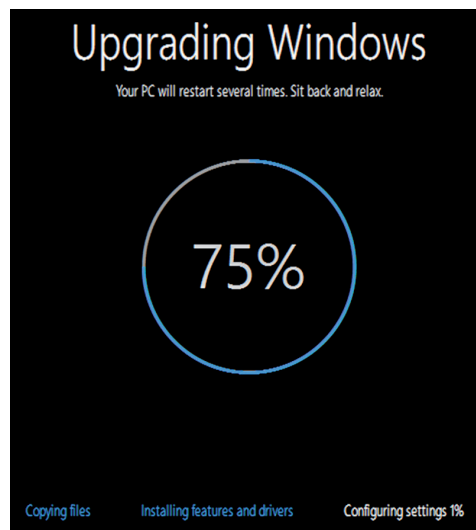 Upgrading Windows
Your PC will restart several times. Sit back and relax.
75%
Copying files Installing features and drivers Configuring settings 1%